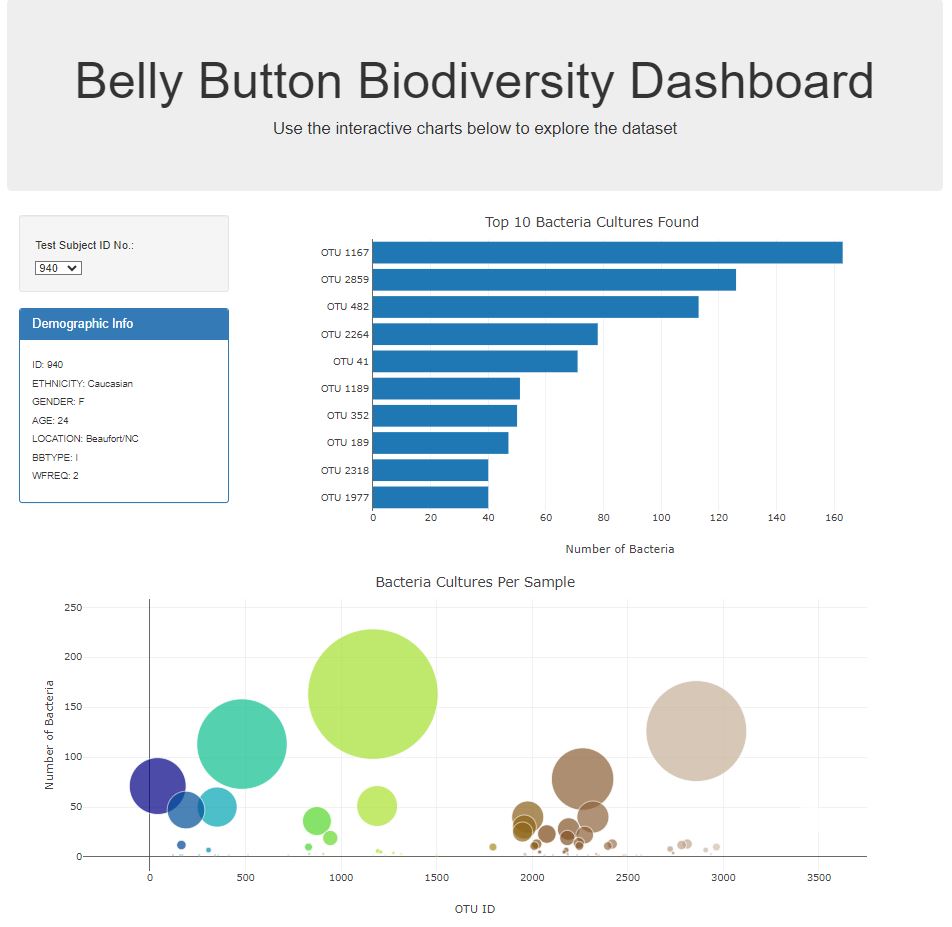 Belly Button Biodiversity Dashboard
Use the interactive charts below to explore the dataset
Test Subject ID No.:
940
Demographic Info
ID: 940
ETHNICITY: Caucasian
GENDER: F
AGE: 24
LOCATION: Beaufort/NC
BBTYPE: I
WFREQ: 2
Top 10 Bacteria Cultures Found
OTU 1167
OTU 2859
OTU 482
OTU 2264
OTU 41
OTU 1189
OTU 352
OTU 189
OTU 2318
OTU 1977
0 20 40 60 80 100 120 140 160
Number of Bacteria
Bacteria Cultures Per Sample
Number of Bacteria
250
200
150
100
50
0
0 500 1000 1500 2000 2500 3000 3500
OTU ID